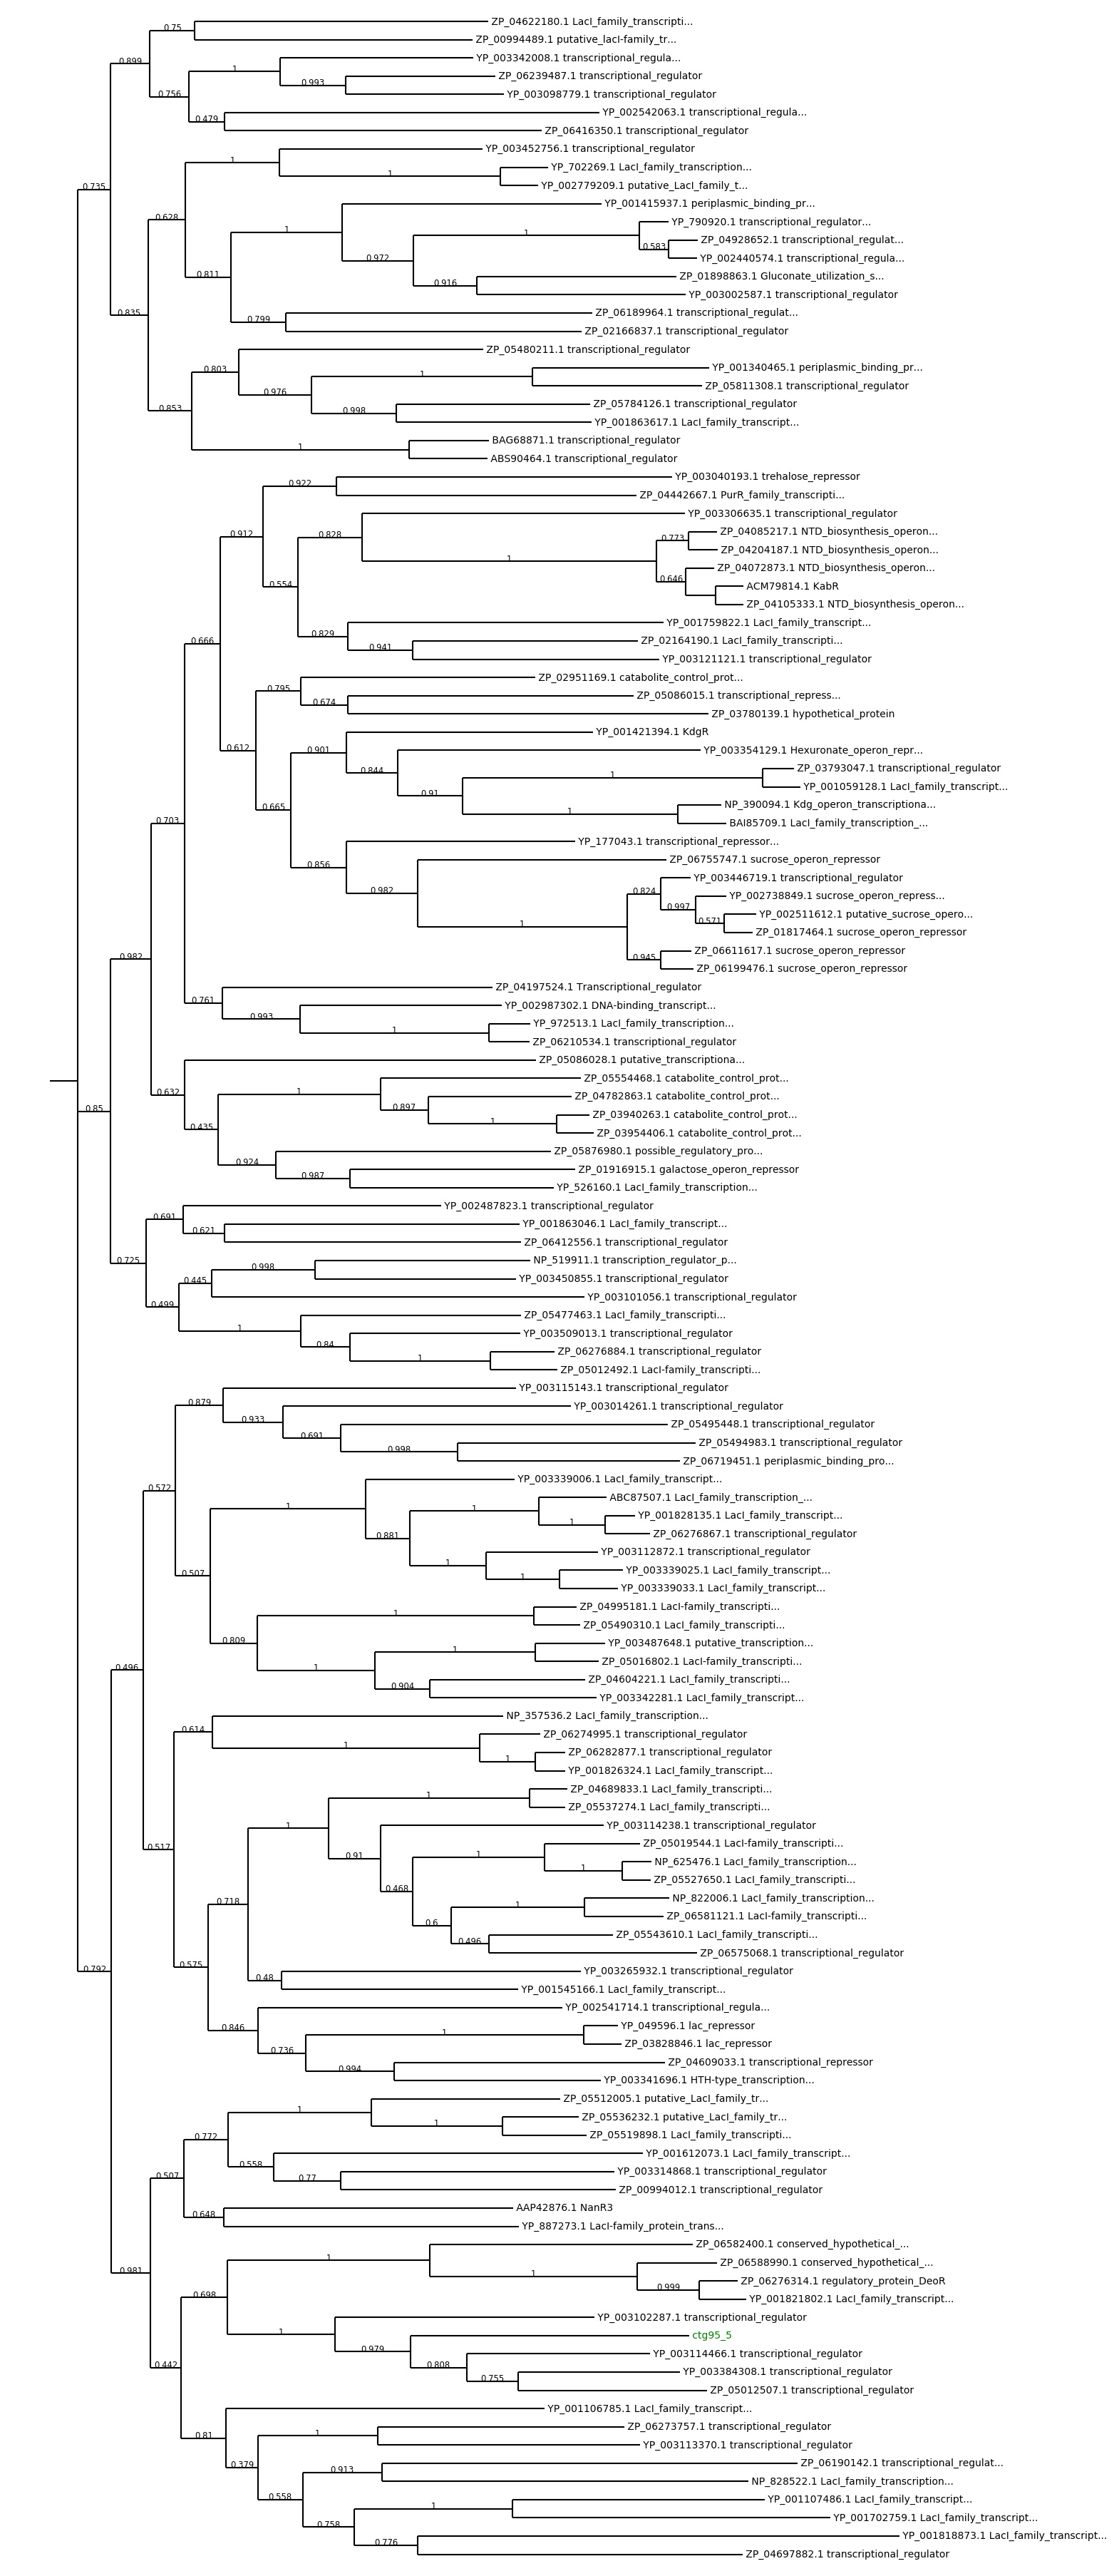 ZP_04622180.1 LacI_family_transcripti...
0.75
ZP_00994489.1 putative_lacI-family_tr...
0.899
YP_003342008.1 transcriptional_regula...
1
ZP_06239487.1 transcriptional_regulator
0.993
YP_003098779.1 transcriptional_regulator
0.756
YP_002542063.1 transcriptional_regula...
0.479
ZP_06416350.1 transcriptional_regulator
YP_003452756.1 transcriptional_regulator
1
YP_702269.1 LacI_family_transcription...
1
YP_002779209.1 putative_LacI_family_t...
0.735
YP_001415937.1 periplasmic_binding_pr...
0.628
YP_790920.1 transcriptional_regulator...
1
1
ZP_04928652.1 transcriptional_regulat...
0.583
YP_002440574.1 transcriptional_regula...
0.972
0.811
ZP_01898863.1 Gluconate_utilization_s...
0.916
YP_003002587.1 transcriptional_regulator
0.835
ZP_06189964.1 transcriptional_regulat...
0.799
ZP_02166837.1 transcriptional_regulator
ZP_05480211.1 transcriptional_regulator
0.803
YP_001340465.1 periplasmic_binding_pr...
1
ZP_05811308.1 transcriptional_regulator
0.976
ZP_05784126.1 transcriptional_regulator
0.853
0.998
YP_001863617.1 LacI_family_transcript...
BAG68871.1 transcriptional_regulator
1
ABS90464.1 transcriptional_regulator
YP_003040193.1 trehalose_repressor
0.922
ZP_04442667.1 PurR_family_transcripti...
YP_003306635.1 transcriptional_regulator
0.912
0.828
ZP_04085217.1 NTD_biosynthesis_operon...
0.773
ZP_04204187.1 NTD_biosynthesis_operon...
1
ZP_04072873.1 NTD_biosynthesis_operon...
0.554
0.646
ACM79814.1 KabR
ZP_04105333.1 NTD_biosynthesis_operon...
YP_001759822.1 LacI_family_transcript...
0.829
ZP_02164190.1 LacI_family_transcripti...
0.666
0.941
YP_003121121.1 transcriptional_regulator
ZP_02951169.1 catabolite_control_prot...
0.795
ZP_05086015.1 transcriptional_repress...
0.674
ZP_03780139.1 hypothetical_protein
YP_001421394.1 KdgR
0.612
0.901
YP_003354129.1 Hexuronate_operon_repr...
0.844
ZP_03793047.1 transcriptional_regulator
1
YP_001059128.1 LacI_family_transcript...
0.91
NP_390094.1 Kdg_operon_transcriptiona...
0.665
1
BAI85709.1 LacI_family_transcription_...
0.703
YP_177043.1 transcriptional_repressor...
0.856
ZP_06755747.1 sucrose_operon_repressor
YP_003446719.1 transcriptional_regulator
0.982
0.824
YP_002738849.1 sucrose_operon_repress...
0.997
YP_002511612.1 putative_sucrose_opero...
0.571
1
ZP_01817464.1 sucrose_operon_repressor
ZP_06611617.1 sucrose_operon_repressor
0.982
0.945
ZP_06199476.1 sucrose_operon_repressor
ZP_04197524.1 Transcriptional_regulator
0.761
YP_002987302.1 DNA-binding_transcript...
0.993
YP_972513.1 LacI_family_transcription...
1
ZP_06210534.1 transcriptional_regulator
ZP_05086028.1 putative_transcriptiona...
ZP_05554468.1 catabolite_control_prot...
0.632
1
ZP_04782863.1 catabolite_control_prot...
0.85
0.897
ZP_03940263.1 catabolite_control_prot...
1
0.435
ZP_03954406.1 catabolite_control_prot...
ZP_05876980.1 possible_regulatory_pro...
0.924
ZP_01916915.1 galactose_operon_repressor
0.987
YP_526160.1 LacI_family_transcription...
YP_002487823.1 transcriptional_regulator
0.691
YP_001863046.1 LacI_family_transcript...
0.621
ZP_06412556.1 transcriptional_regulator
0.725
NP_519911.1 transcription_regulator_p...
0.998
YP_003450855.1 transcriptional_regulator
0.445
YP_003101056.1 transcriptional_regulator
0.499
ZP_05477463.1 LacI_family_transcripti...
1
YP_003509013.1 transcriptional_regulator
0.84
ZP_06276884.1 transcriptional_regulator
1
ZP_05012492.1 LacI-family_transcripti...
YP_003115143.1 transcriptional_regulator
0.879
YP_003014261.1 transcriptional_regulator
0.933
ZP_05495448.1 transcriptional_regulator
0.691
ZP_05494983.1 transcriptional_regulator
0.998
ZP_06719451.1 periplasmic_binding_pro...
YP_003339006.1 LacI_family_transcript...
0.572
ABC87507.1 LacI_family_transcription_...
1
1
YP_001828135.1 LacI_family_transcript...
1
ZP_06276867.1 transcriptional_regulator
0.881
YP_003112872.1 transcriptional_regulator
1
YP_003339025.1 LacI_family_transcript...
0.507
1
YP_003339033.1 LacI_family_transcript...
ZP_04995181.1 LacI-family_transcripti...
1
ZP_05490310.1 LacI_family_transcripti...
0.809
YP_003487648.1 putative_transcription...
1
ZP_05016802.1 LacI-family_transcripti...
0.496
1
ZP_04604221.1 LacI_family_transcripti...
0.904
YP_003342281.1 LacI_family_transcript...
NP_357536.2 LacI_family_transcription...
0.614
ZP_06274995.1 transcriptional_regulator
1
ZP_06282877.1 transcriptional_regulator
1
YP_001826324.1 LacI_family_transcript...
ZP_04689833.1 LacI_family_transcripti...
1
ZP_05537274.1 LacI_family_transcripti...
1
YP_003114238.1 transcriptional_regulator
0.517
ZP_05019544.1 LacI-family_transcripti...
0.91
1
NP_625476.1 LacI_family_transcription...
1
ZP_05527650.1 LacI_family_transcripti...
0.468
NP_822006.1 LacI_family_transcription...
0.718
1
ZP_06581121.1 LacI-family_transcripti...
0.6
ZP_05543610.1 LacI_family_transcripti...
0.496
ZP_06575068.1 transcriptional_regulator
0.575
0.792
YP_003265932.1 transcriptional_regulator
0.48
YP_001545166.1 LacI_family_transcript...
YP_002541714.1 transcriptional_regula...
0.846
YP_049596.1 lac_repressor
1
ZP_03828846.1 lac_repressor
0.736
ZP_04609033.1 transcriptional_repressor
0.994
YP_003341696.1 HTH-type_transcription...
ZP_05512005.1 putative_LacI_family_tr...
1
ZP_05536232.1 putative_LacI_family_tr...
1
ZP_05519898.1 LacI_family_transcripti...
0.772
YP_001612073.1 LacI_family_transcript...
0.558
YP_003314868.1 transcriptional_regulator
0.507
0.77
ZP_00994012.1 transcriptional_regulator
AAP42876.1 NanR3
0.648
YP_887273.1 LacI-family_protein_trans...
ZP_06582400.1 conserved_hypothetical_...
1
ZP_06588990.1 conserved_hypothetical_...
0.981
1
ZP_06276314.1 regulatory_protein_DeoR
0.999
0.698
YP_001821802.1 LacI_family_transcript...
YP_003102287.1 transcriptional_regulator
1
ctg95_5
0.979
YP_003114466.1 transcriptional_regulator
0.442
0.808
YP_003384308.1 transcriptional_regulator
0.755
ZP_05012507.1 transcriptional_regulator
YP_001106785.1 LacI_family_transcript...
ZP_06273757.1 transcriptional_regulator
0.81
1
YP_003113370.1 transcriptional_regulator
ZP_06190142.1 transcriptional_regulat...
0.379
0.913
NP_828522.1 LacI_family_transcription...
0.558
YP_001107486.1 LacI_family_transcript...
1
YP_001702759.1 LacI_family_transcript...
0.758
YP_001818873.1 LacI_family_transcript...
0.776
ZP_04697882.1 transcriptional_regulator